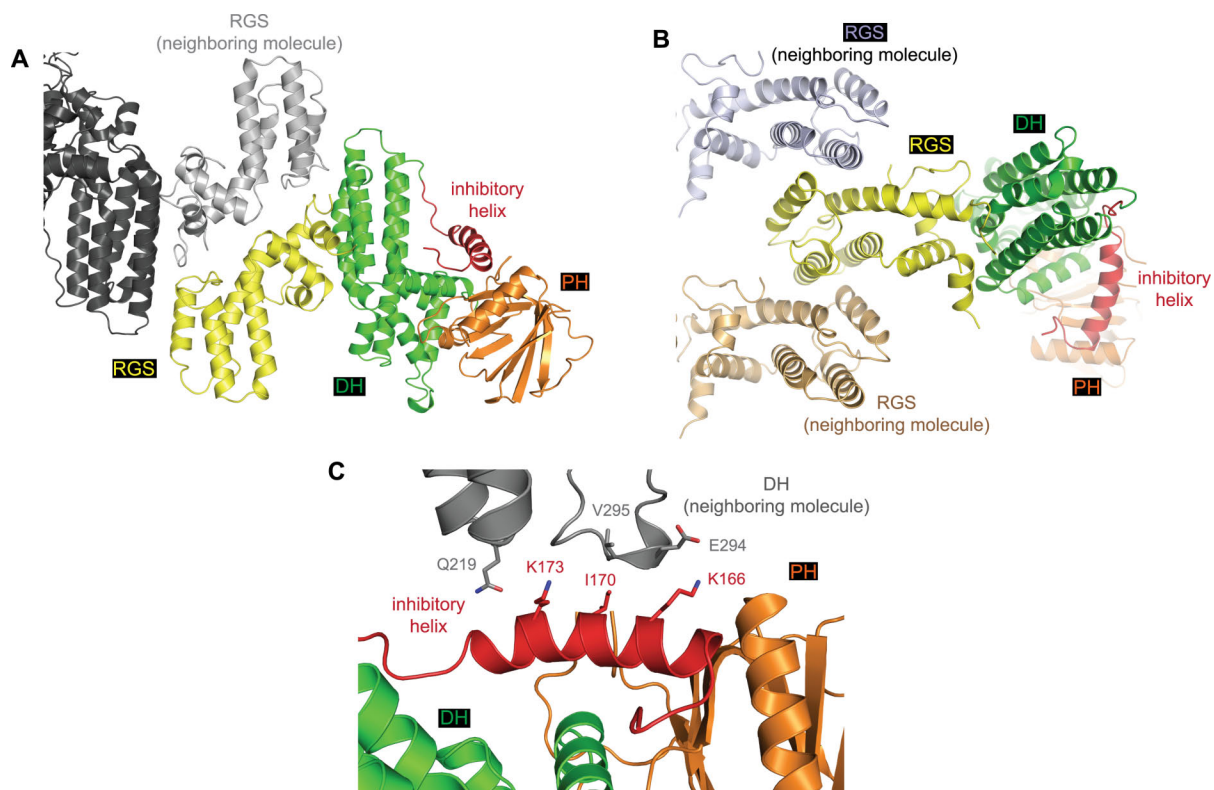 A
RGS
(neighboring molecule)
inhibitory
helix
PH
RGS
DH
B
RGS
(neighboring molecule)
DH
RGS
inhibitory
helix
PH
RGS
(neighboring molecule)
C
DH
(neighboring molecule)
V295
E294
Q219
K173
I170
K166
PH
inhibitory
helix
DH